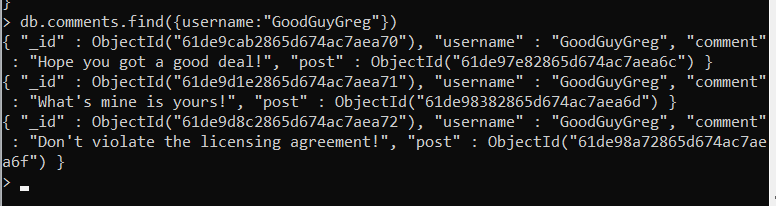 }
> db.comments.find({username:"GoodGuyGreg"})
{ "_id" : ObjectId("61de9cab2865d674ac7aea70"), "username" : "GoodGuyGreg", "comment"
 : "Hope you got a good deal!", "post" : ObjectId("61de97e82865d674ac7aea6c") }
{ "_id" : ObjectId("61de9d1e2865d674ac7aea71"), "username" : "GoodGuyGreg", "comment"
 : "What's mine is yours!", "post" : ObjectId("61de98382865d674ac7aea6d") }
{ "_id" : ObjectId("61de9d8c2865d674ac7aea72"), "username" : "GoodGuyGreg", "comment"
 : "Don't violate the licensing agreement!", "post" : ObjectId("61de98a72865d674ac7ae
a6f") }
>